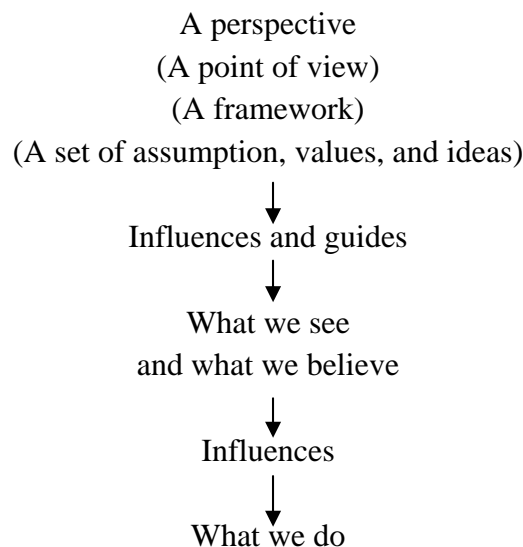 A perspective
(A point of view)
(A framework)
(A set of assumption, values, and ideas)
Influences and guides
What we see
and what we believe
Influences
What we do